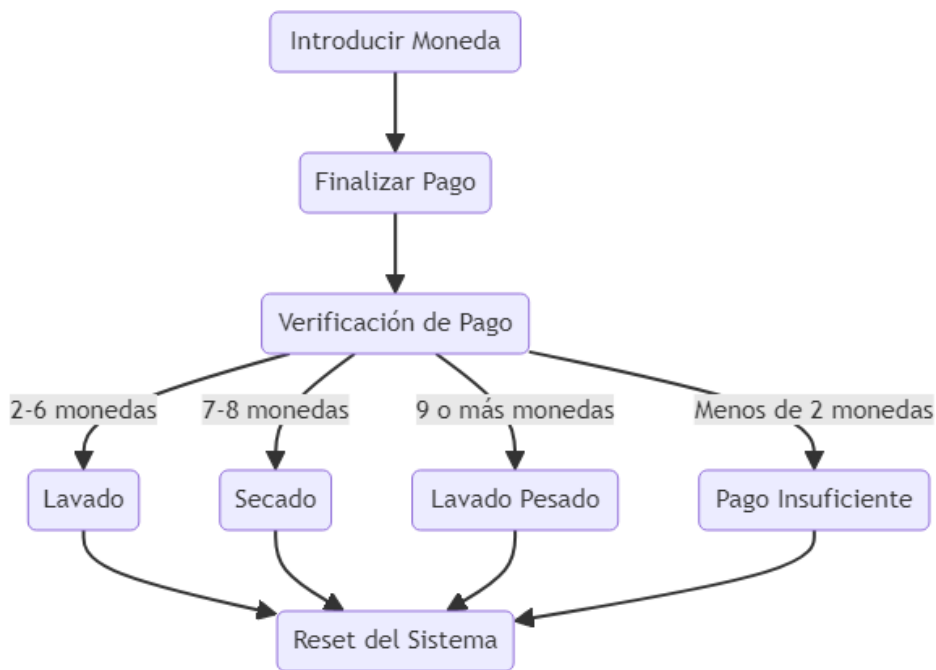 Introducir Moneda
Finalizar Pago
Verificación de Pago
2-6 monedas
7-8 monedas
9 o más monedas
Menos de 2 monedas
Lavado
Secado
Lavado Pesado
Pago Insuficiente
Reset del Sistema